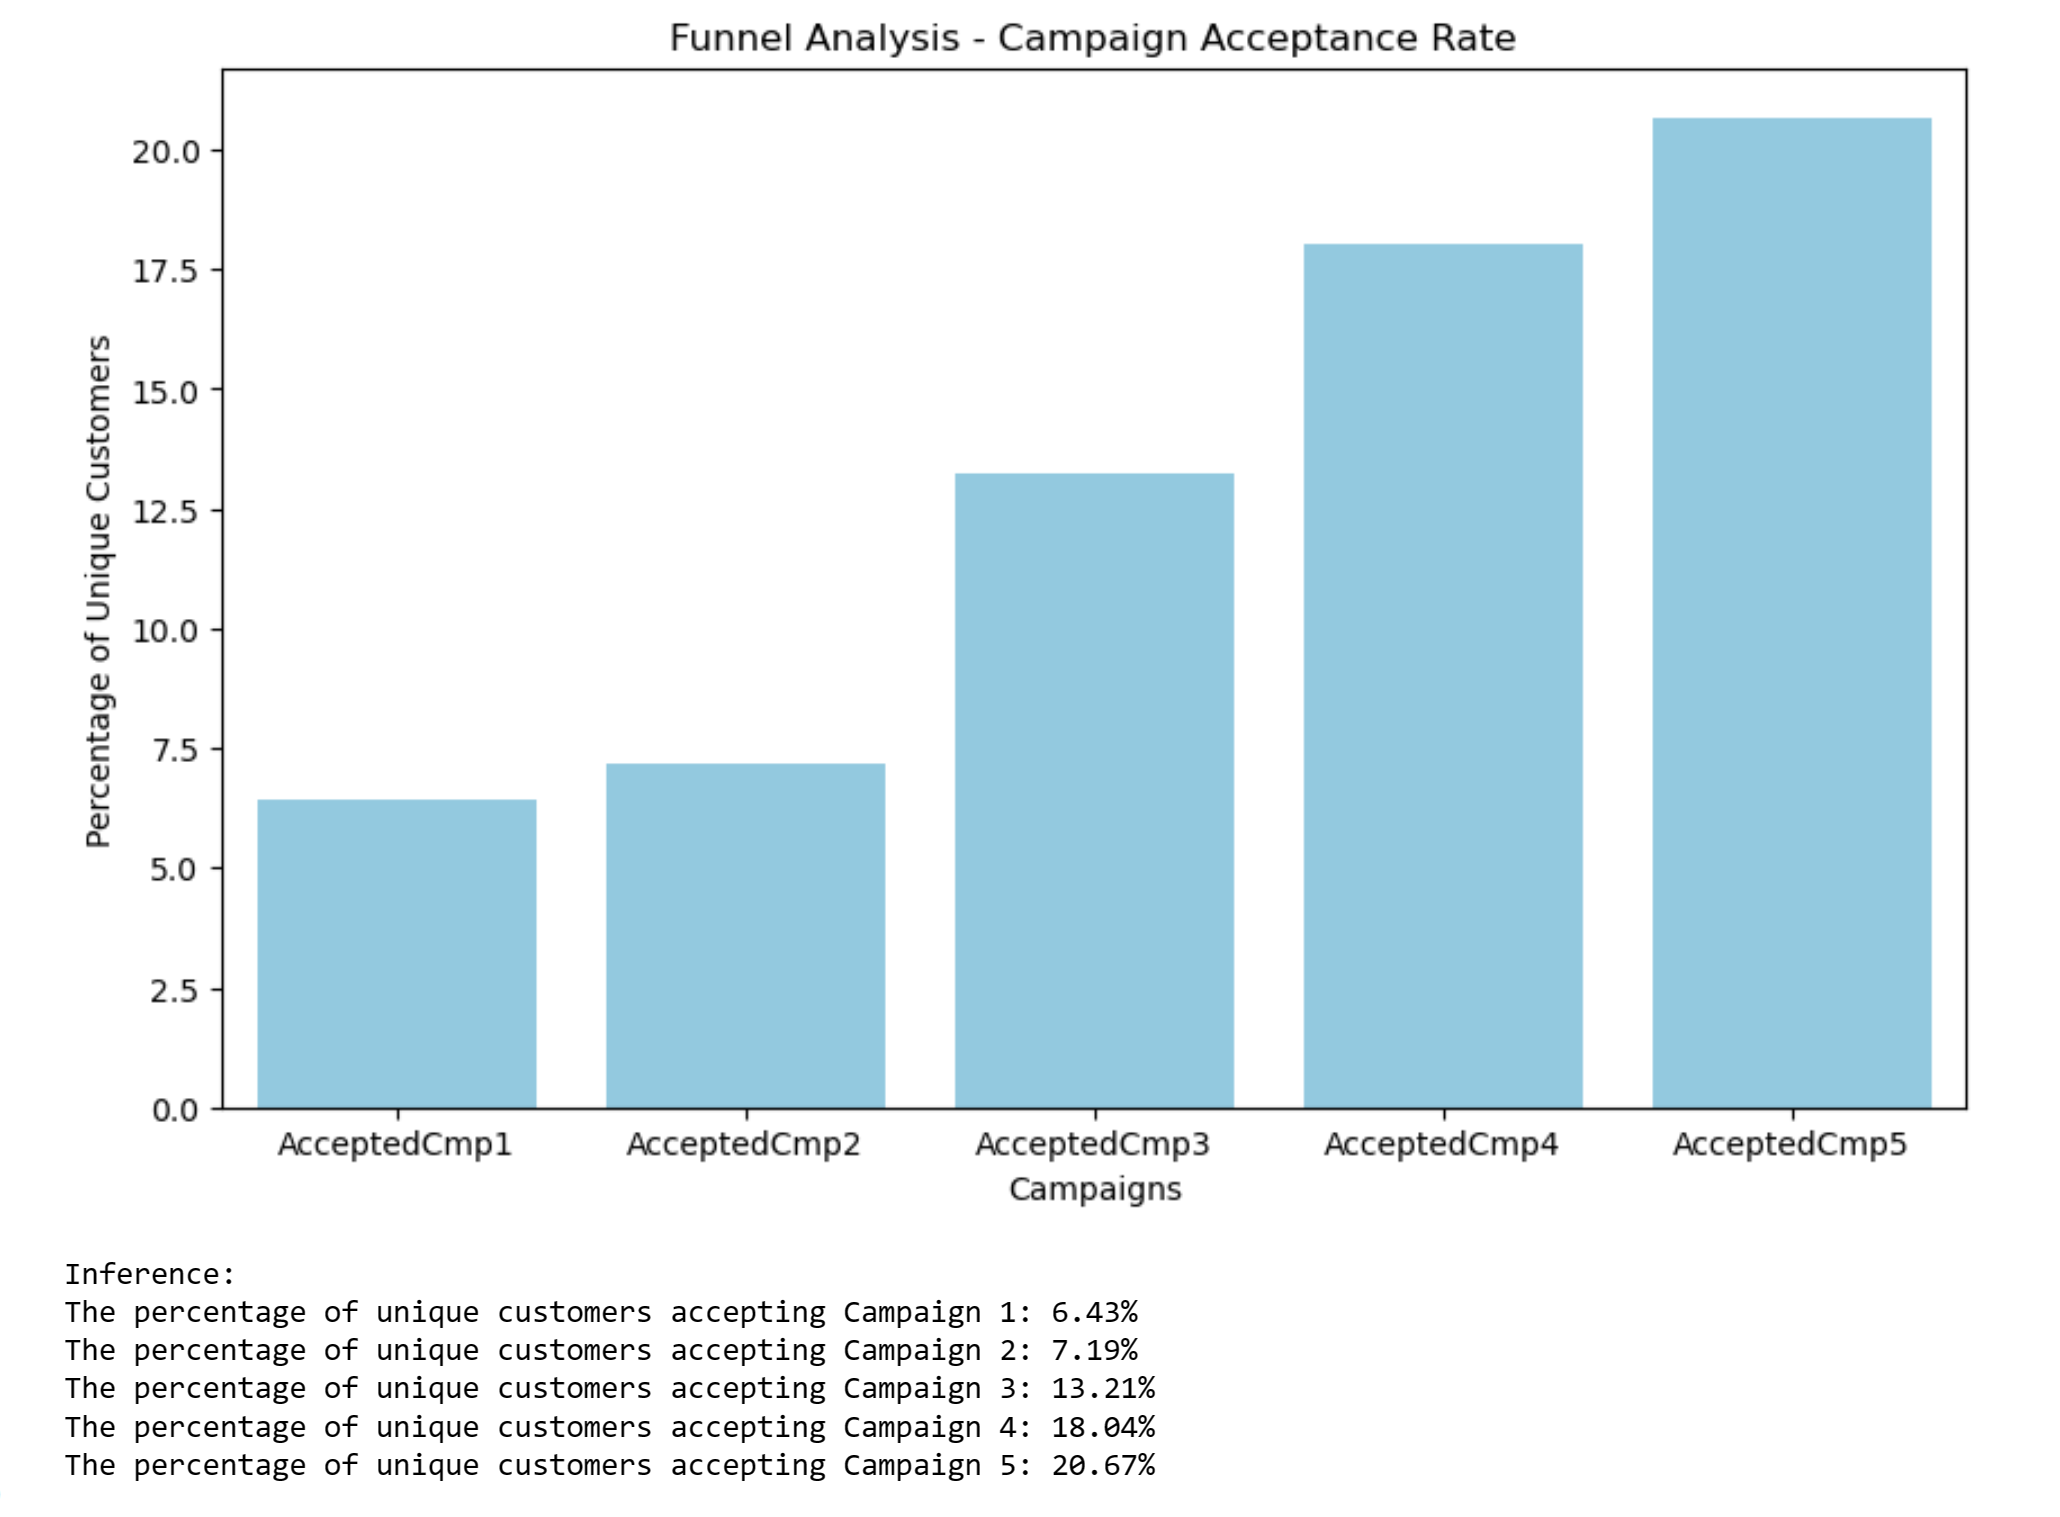 Funnel Analysis - Campaign Acceptance Rate
Percentage of Unique Customers
20.0
17.5
15.0
12.5
10.0
7.5
5.0
2.5
0.0
AcceptedCmp1 AcceptedCmp2 AcceptedCmp3 AcceptedCmp4 AcceptedCmp5
Campaigns
Inference:
The percentage of unique customers accepting Campaign 1: 6.43%
The percentage of unique customers accepting Campaign 2: 7.19%
The percentage of unique customers accepting Campaign 3: 13.21%
The percentage of unique customers accepting Campaign 4: 18.04%
The percentage of unique customers accepting Campaign 5: 20.67%